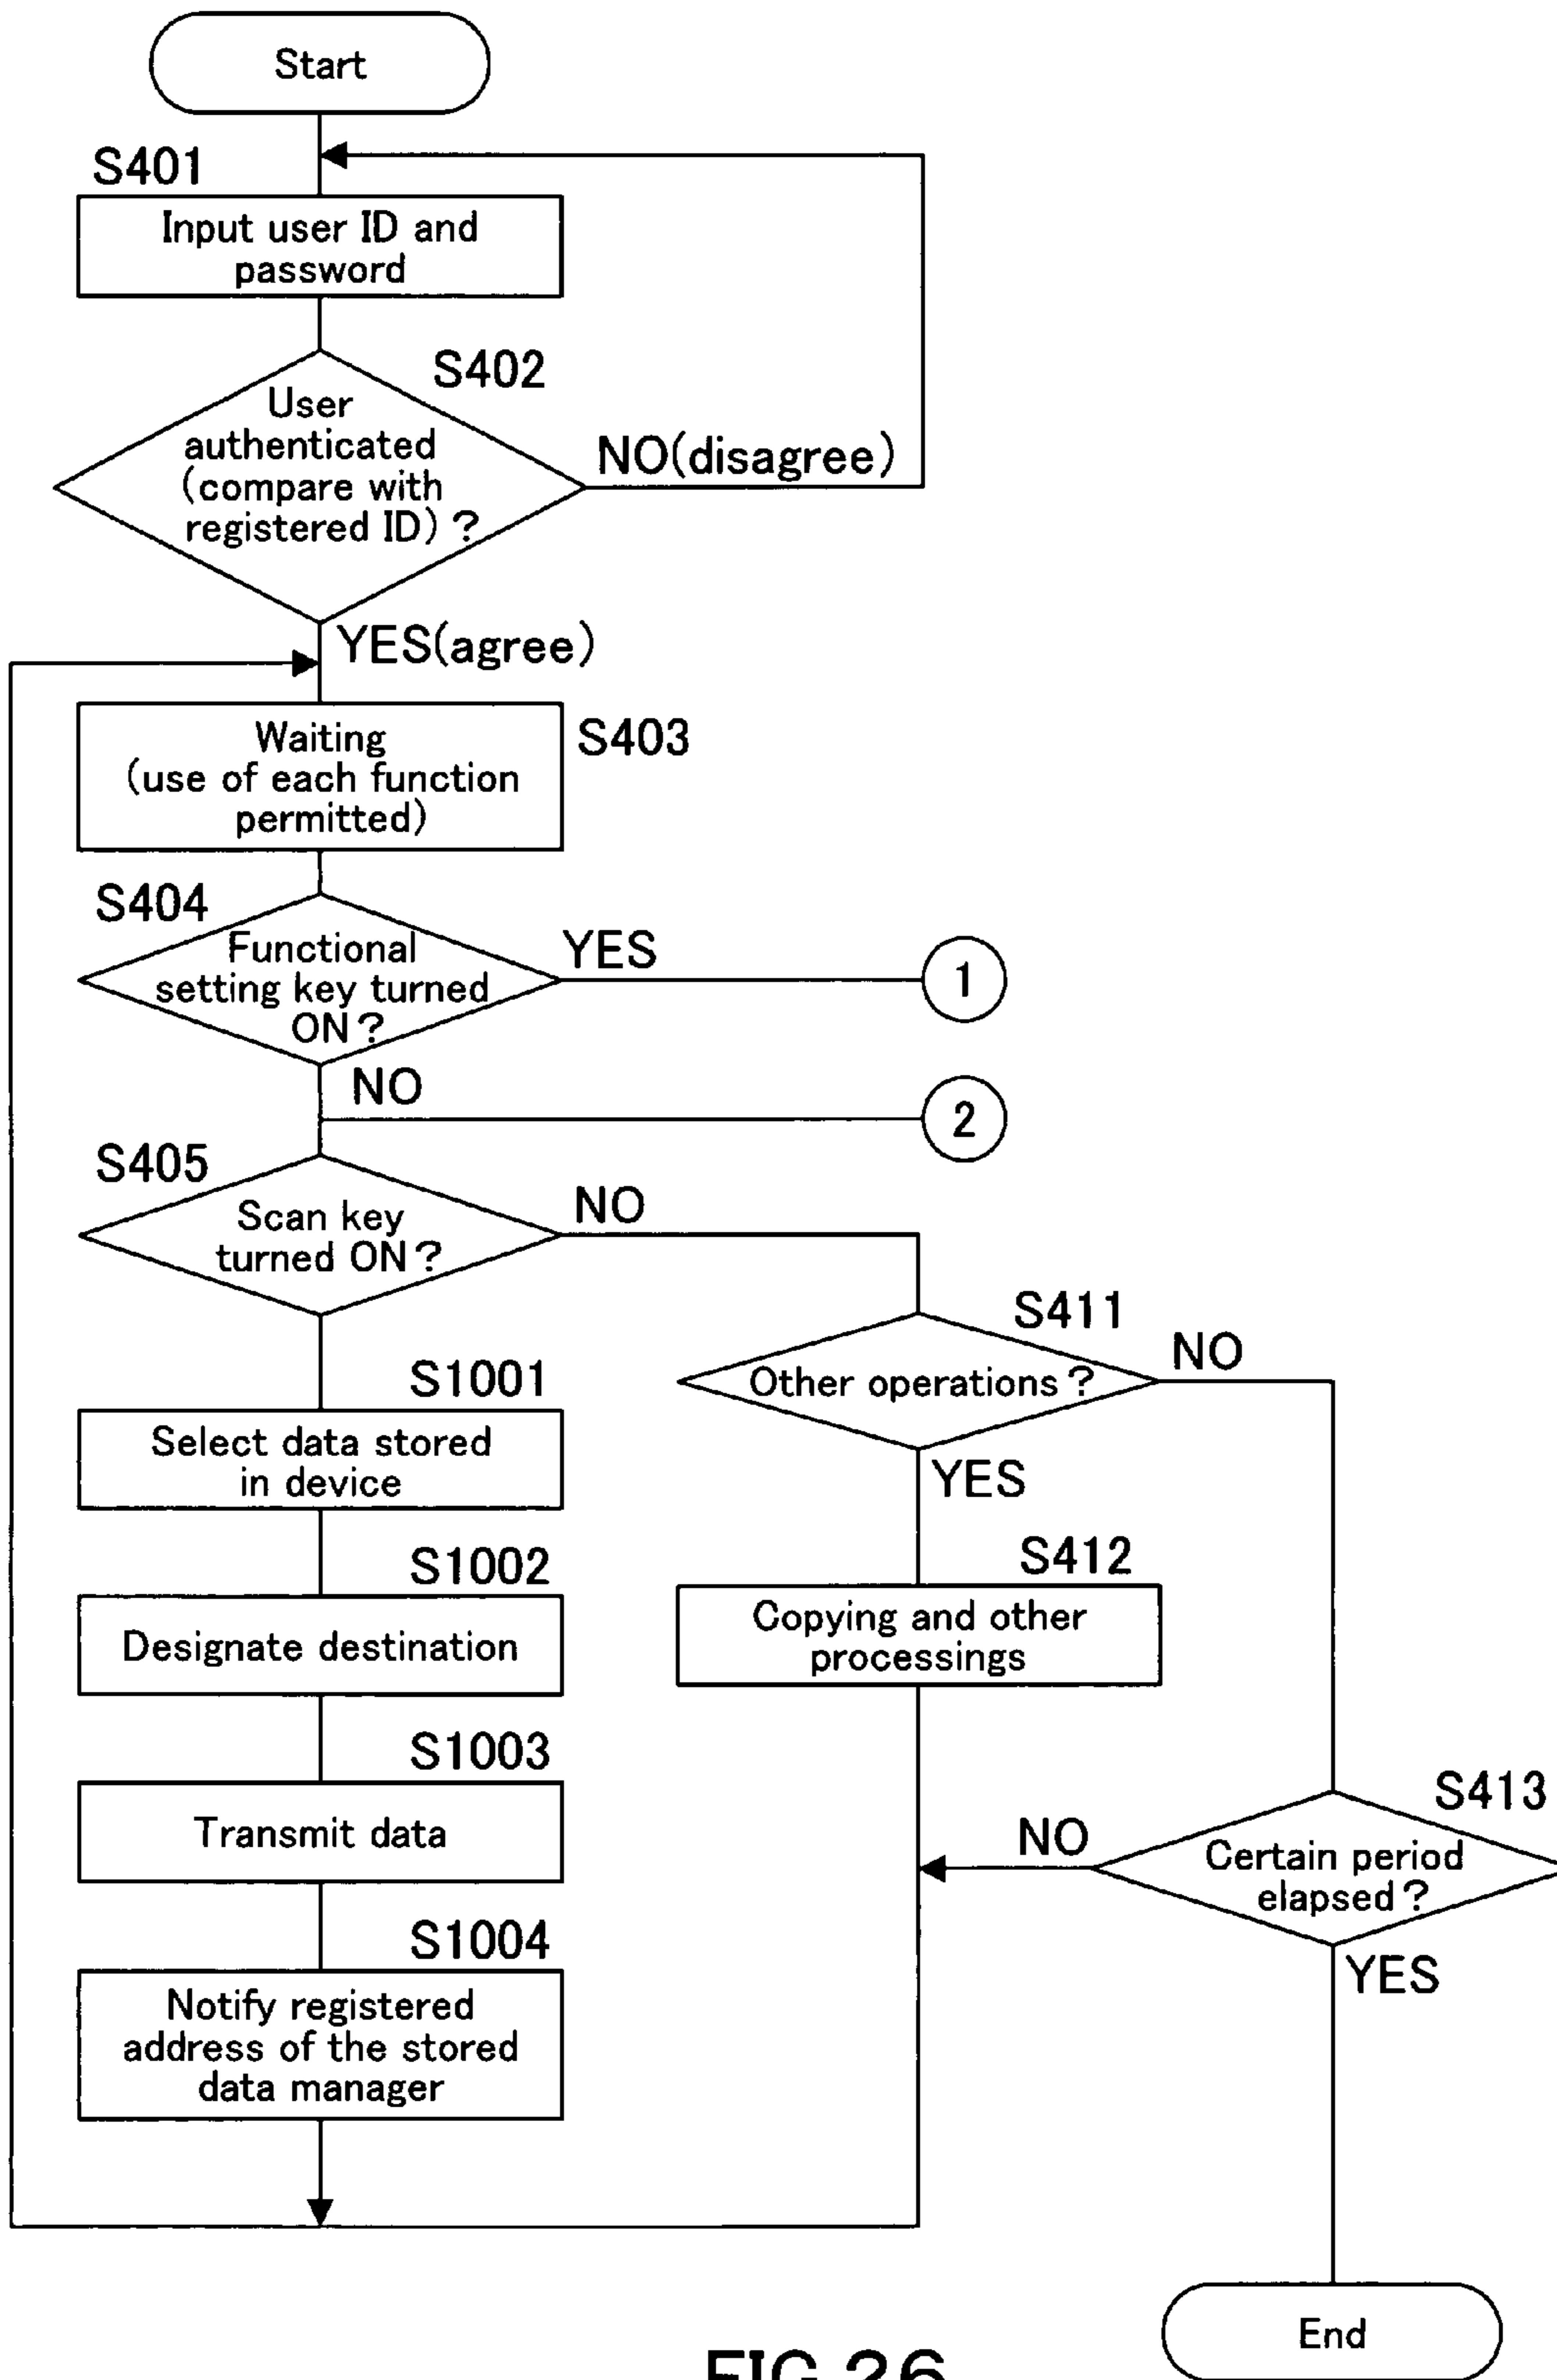 Start
S401
Input user ID and
password
S402
User
authenticated
(compare with
registered ID)?
NO(disagree)
YES(agree)
Waiting
(use of each function
permitted)
S403
S404
Functional
setting key turned
ON?
YES
1
NO
2
S405
Scan key
turned ON?
NO
S411
Other operations?
NO
YES
S1001
Select data stored
in device
S412
Copying and other
processings
S1002
Designate destination
S1003
Transmit data
S413
Certain period
elapsed?
NO
YES
S1004
Notify registered
address of the stored
data manager
End
FIG.26